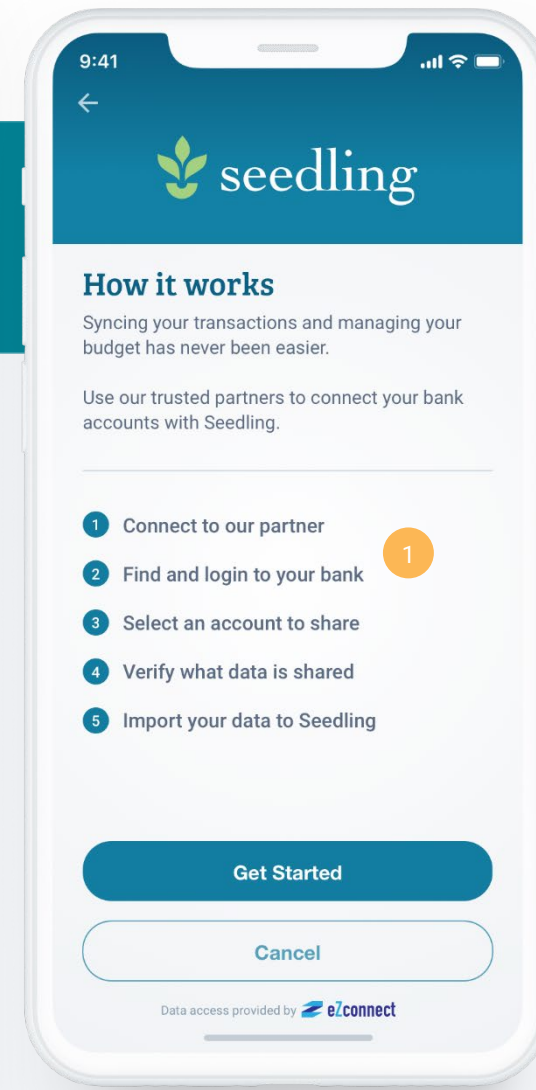 9:41
seedling
How it works
Syncing your transactions and managing your
budget has never been easier.
Use our trusted partners to connect your bank
accounts with Seedling.
1 Connect to our partner
1
2 Find and login to your bank
3 Select an account to share
4 Verify what data is shared
5 Import your data to Seedling
Get Started
Cancel
Data access provided by eZconnect